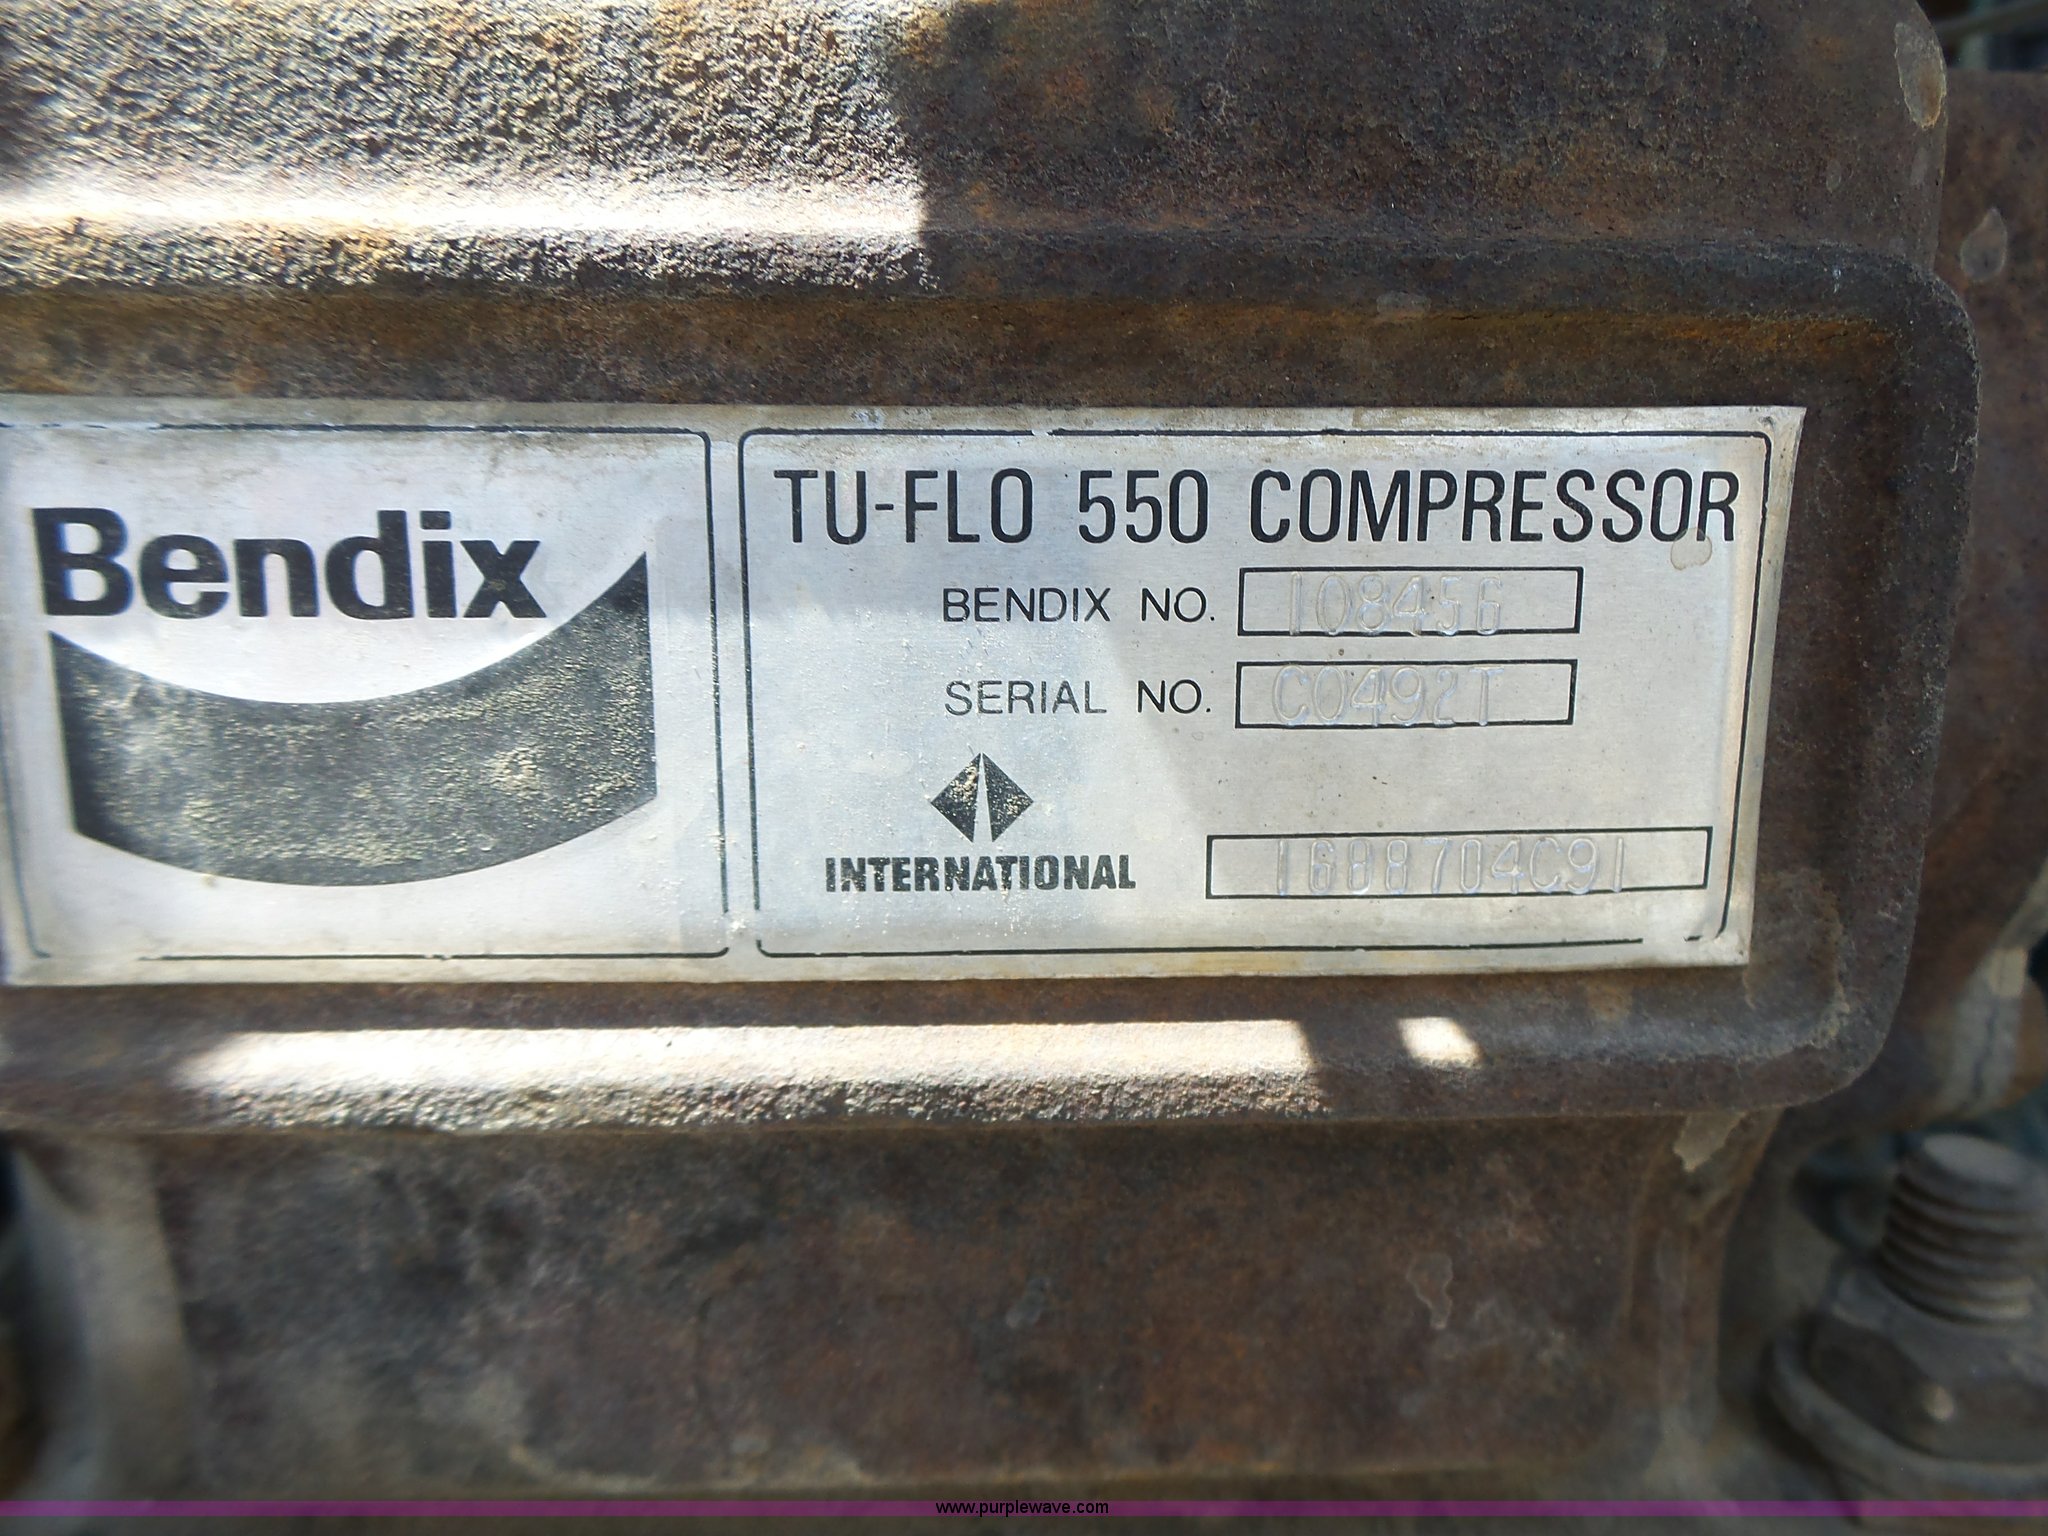 Bendix
TU-FLO 550 COMPRESSOR
BENDIX NO. 108456
SERIAL NO. C0492T
INTERNATIONAL 1688704C91
www.purplewave.com